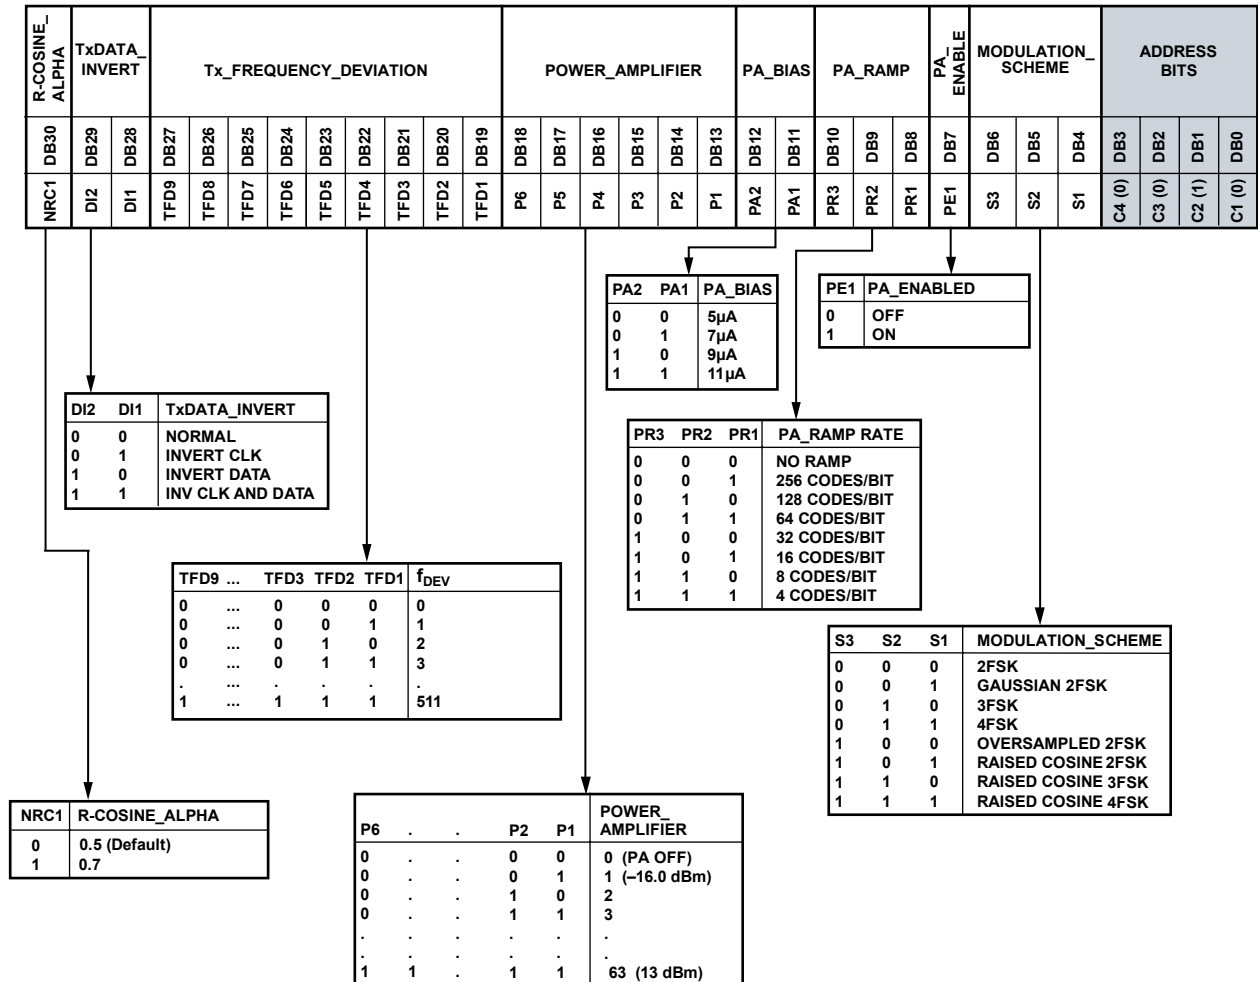 R-COSINE_
ALPHA
TxDATA_
INVERT
Tx_FREQUENCY_DEVIATION
POWER_AMPLIFIER
PA_BIAS
PA_RAMP
PA_
ENABLE
MODULATION_
SCHEME
ADDRESS
BITS
DB30 DB29 DB28 DB27 DB26 DB25 DB24 DB23 DB22 DB21 DB20 DB19 DB18 DB17 DB16 DB15 DB14 DB13 DB12 DB11 DB10 DB9 DB8 DB7 DB6 DB5 DB4 DB3 DB2 DB1 DB0
NRC1 DI2 DI1 TFD9 TFD8 TFD7 TFD6 TFD5 TFD4 TFD3 TFD2 TFD1 P6 P5 P4 P3 P2 P1 PA2 PA1 PR3 PR2 PR1 PE1 S3 S2 S1 C4 (0) C3 (0) C2 (1) C1 (0)
PA2 PA1 PA_BIAS
0 0 5µA
0 1 7µA
1 0 9µA
1 1 11µA
PE1 PA_ENABLED
0 OFF
1 ON
DI2 DI1 TxDATA_INVERT
0 0 NORMAL
0 1 INVERT CLK
1 0 INVERT DATA
1 1 INV CLK AND DATA
PR3 PR2 PR1 PA_RAMP RATE
0 0 0 NO RAMP
0 0 1 256 CODES/BIT
0 1 0 128 CODES/BIT
0 1 1 64 CODES/BIT
1 0 0 32 CODES/BIT
1 0 1 16 CODES/BIT
1 1 0 8 CODES/BIT
1 1 1 4 CODES/BIT
TFD9 ... TFD3 TFD2 TFD1 fDEV
0 ... 0 0 0 0
0 ... 0 0 1 1
0 ... 0 1 0 2
0 ... 0 1 1 3
. ... . . . .
1 ... 1 1 1 511
S3 S2 S1 MODULATION_SCHEME
0 0 0 2FSK
0 0 1 GAUSSIAN 2FSK
0 1 0 3FSK
0 1 1 4FSK
1 0 0 OVERSAMPLED 2FSK
1 0 1 RAISED COSINE 2FSK
1 1 0 RAISED COSINE 3FSK
1 1 1 RAISED COSINE 4FSK
NRC1 R-COSINE_ALPHA
0 0.5 (Default)
1 0.7
P6 . . P2 P1 POWER_
AMPLIFIER
0 . . 0 0 0 (PA OFF)
0 . . 0 1 1 (–16.0 dBm)
0 . . 1 0 2
0 . . 1 1 3
. . . . . .
. . . . . .
1 1 . 1 1 63 (13 dBm)